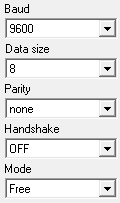 Baud
9600
Data size
8
Parity
none
Handshake
OFF
Mode
Free